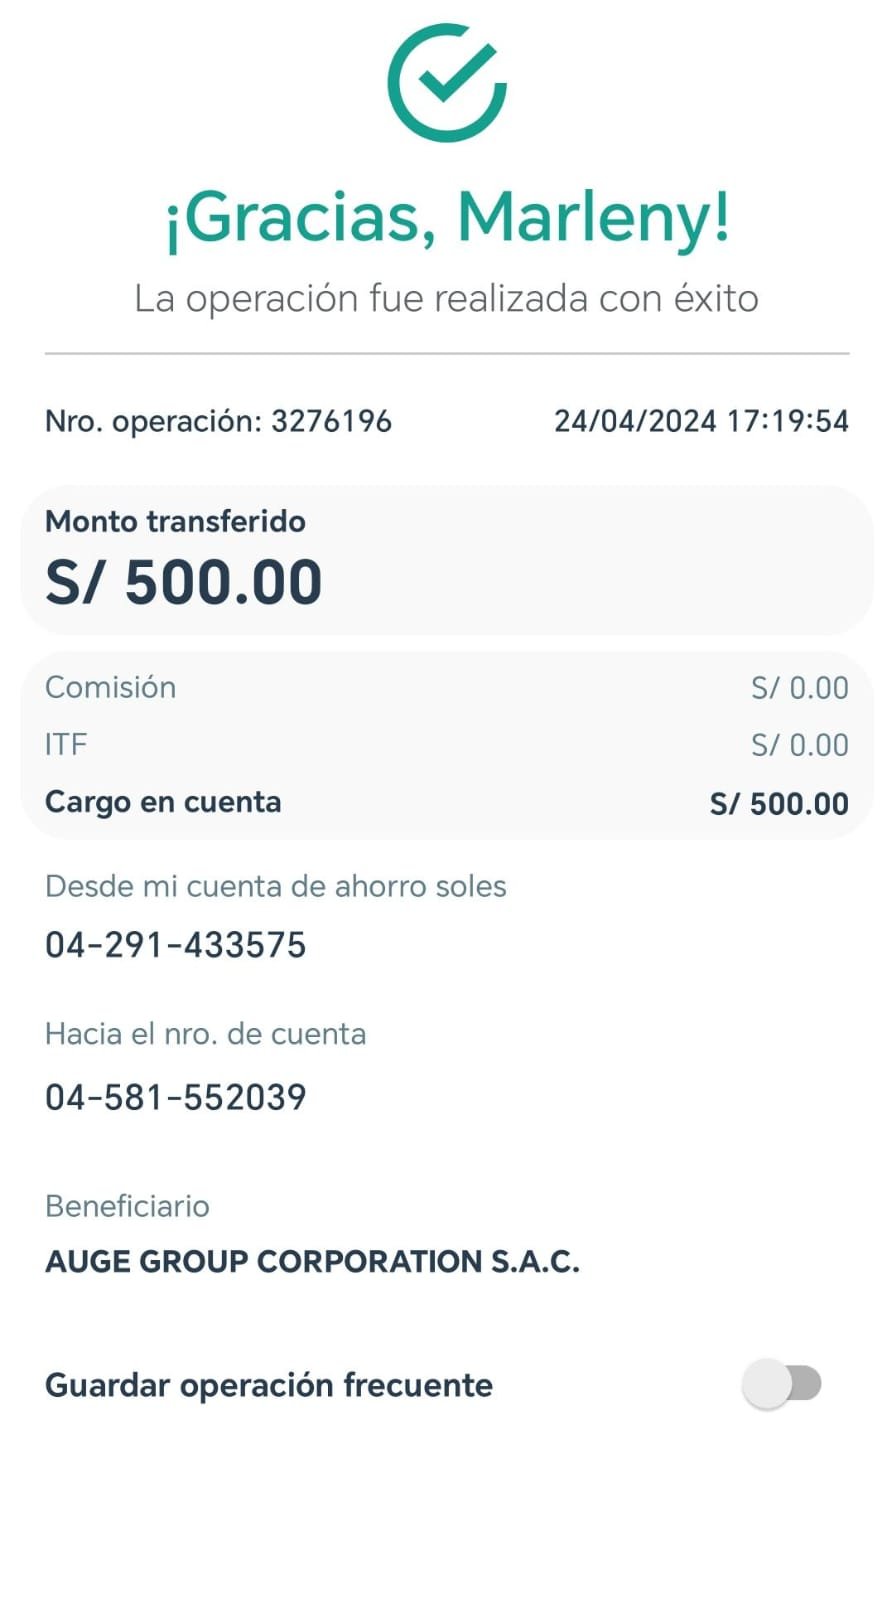 ¡Gracias, Marleny!
La operación fue realizada con éxito
Nro. operación: 3276196 24/04/2024 17:19:54
Monto transferido
S/ 500.00
Comisión S/ 0.00
ITF S/ 0.00
Cargo en cuenta S/ 500.00
Desde mi cuenta de ahorro soles
04-291-433575
Hacia el nro. de cuenta
04-581-552039
Beneficiario
AUGE GROUP CORPORATION S.A.C.
Guardar operación frecuente